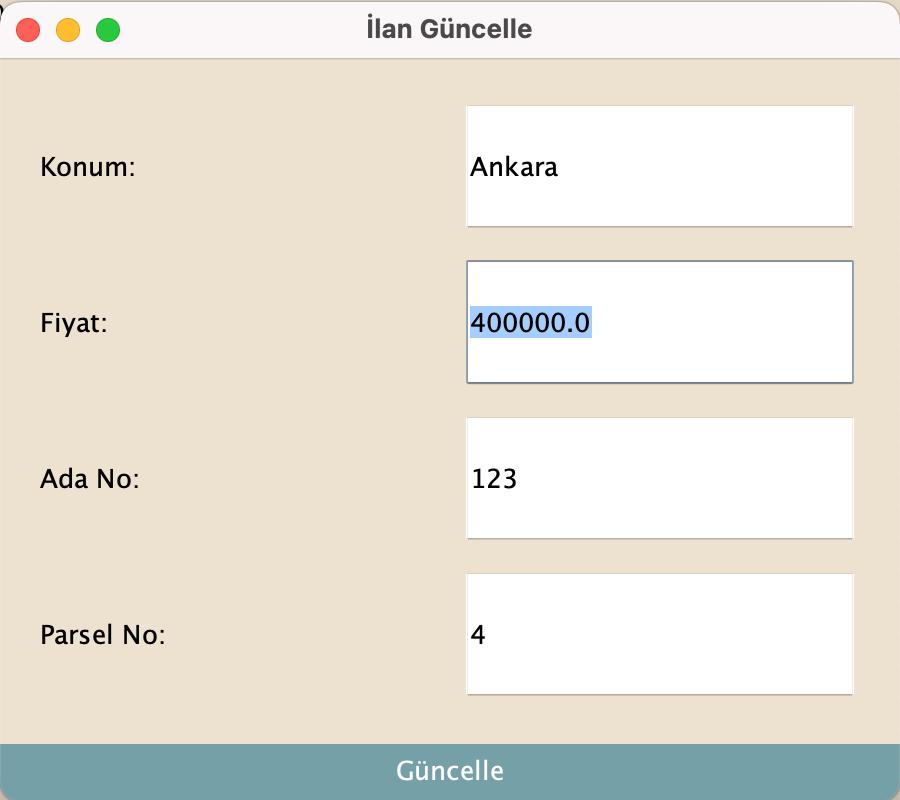 İlan Güncelle
Konum: Ankara
Fiyat: 400000.0
Ada No: 123
Parsel No: 4
Güncelle